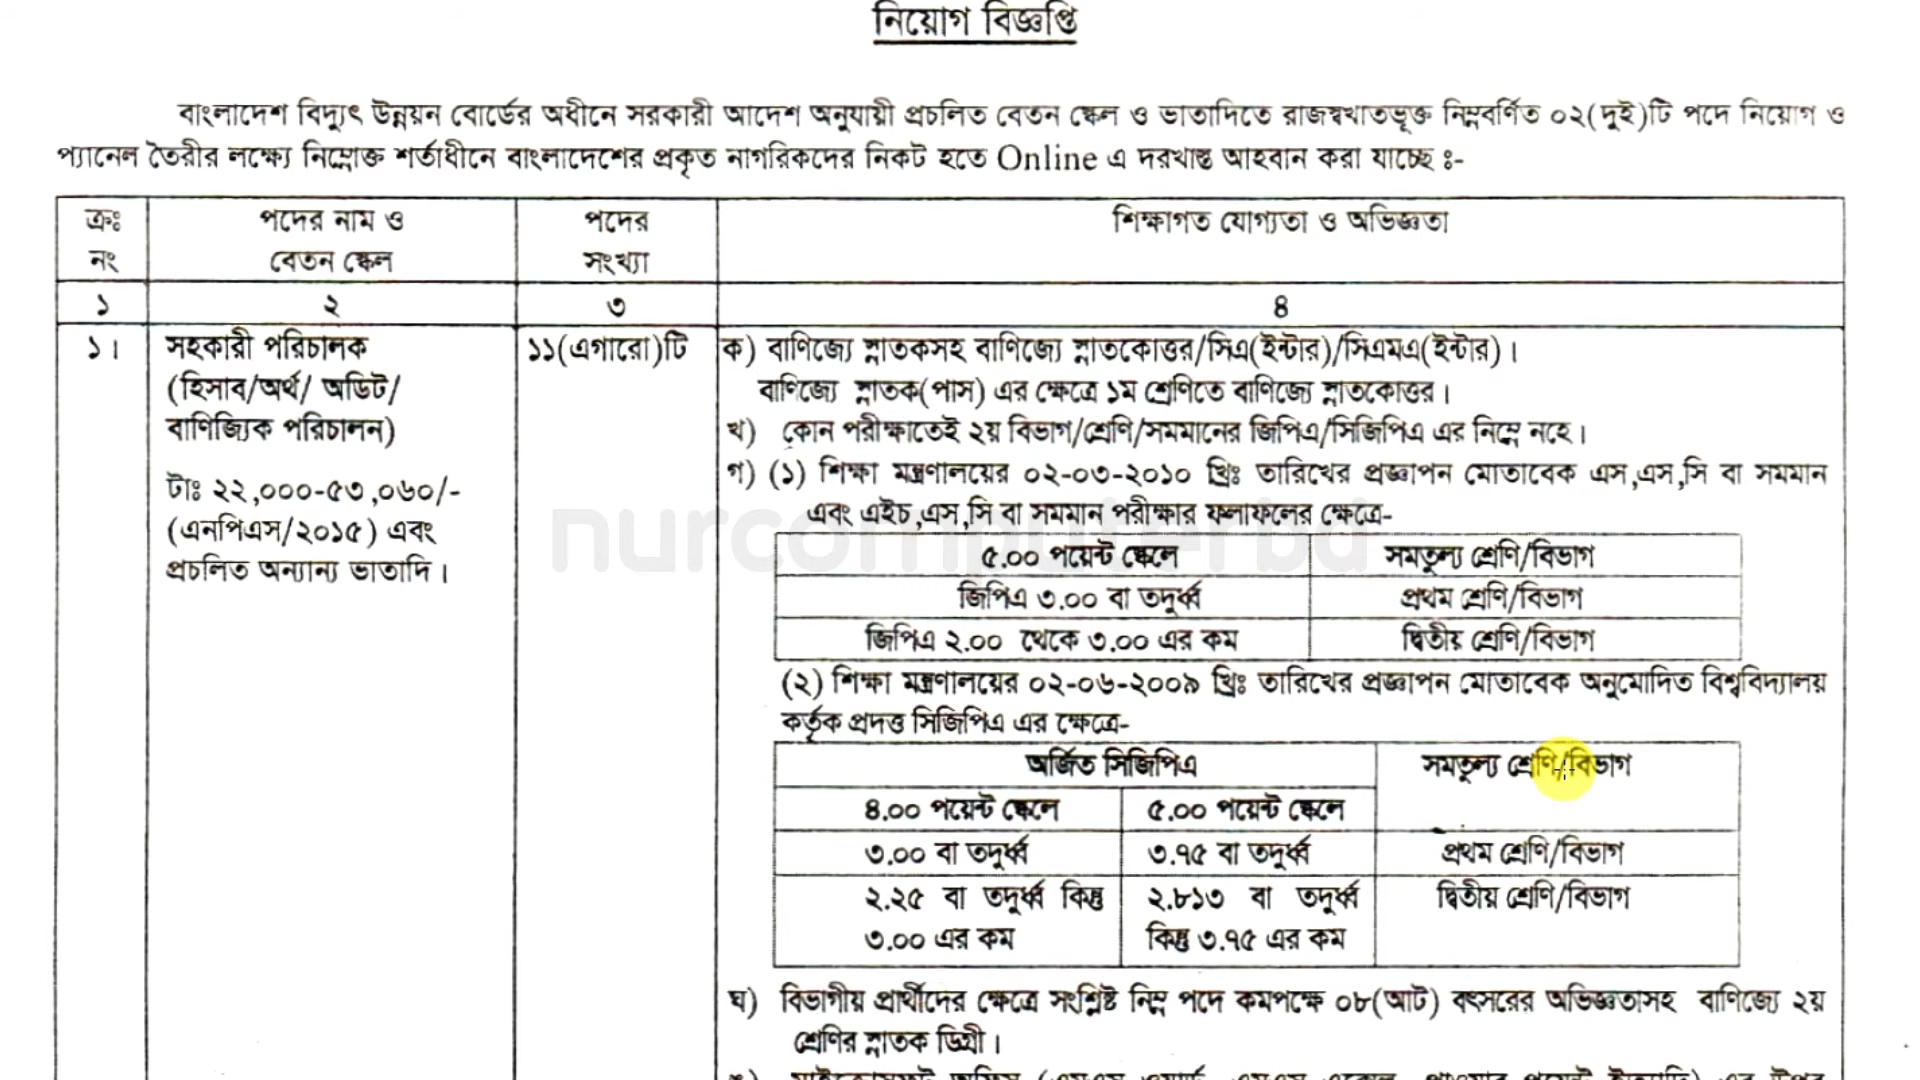 নিয়োগ বিজ্ঞপ্তি
বাংলাদেশ বিদ্যুৎ উন্নয়ন বোর্ডের অধীনে সরকারী আদেশ অনুযায়ী প্রচলিত বেতন স্কেল ও ভাতাদিতে রাজস্বখাতভূক্ত নিম্নবর্ণিত ০২(দুই)টি পদে নিয়োগ ও
প্যানেল তৈরীর লক্ষ্যে নিম্নোক্ত শর্তাধীনে বাংলাদেশের প্রকৃত নাগরিকদের নিকট হতে Online এ দরখাস্ত আহবান করা যাচ্ছে ঃ-
ক্রঃ নং
পদের নাম ও বেতন স্কেল
পদের সংখ্যা
শিক্ষাগত যোগ্যতা ও অভিজ্ঞতা
১ ২ ৩ ৪
১।
সহকারী পরিচালক
(হিসাব/অর্থ/ অডিট/
বাণিজ্যিক পরিচালন)
টাঃ ২২,০০০-৫৩,০৬০/-
(এনপিএস/২০১৫) এবং
প্রচলিত অন্যান্য ভাতাদি।
১১(এগারো)টি
ক) বাণিজ্যে স্নাতকসহ বাণিজ্যে স্নাতকোত্তর/সিএ(ইন্টার)/সিএমএ(ইন্টার)।
বাণিজ্যে স্নাতক(পাস) এর ক্ষেত্রে ১ম শ্রেণিতে বাণিজ্যে স্নাতকোত্তর।
খ) কোন পরীক্ষাতেই ২য় বিভাগ/শ্রেণি/সমমানের জিপিএ/সিজিপিএ এর নিম্নে নহে।
গ) (১) শিক্ষা মন্ত্রণালয়ের ০২-০৩-২০১০ খ্রিঃ তারিখের প্রজ্ঞাপন মোতাবেক এস,এস,সি বা সমমান
এবং এইচ,এস,সি বা সমমান পরীক্ষার ফলাফলের ক্ষেত্রে-
nurcomputerbd
৫.০০ পয়েন্ট স্কেলে সমতুল্য শ্রেণি/বিভাগ
জিপিএ ৩.০০ বা তদুর্ধ্ব প্রথম শ্রেণি/বিভাগ
জিপিএ ২.০০ থেকে ৩.০০ এর কম দ্বিতীয় শ্রেণি/বিভাগ
(২) শিক্ষা মন্ত্রণালয়ের ০২-০৬-২০০৯ খ্রিঃ তারিখের প্রজ্ঞাপন মোতাবেক অনুমোদিত বিশ্ববিদ্যালয়
কর্তৃক প্রদত্ত সিজিপিএ এর ক্ষেত্রে-
অর্জিত সিজিপিএ সমতুল্য শ্রেণি/বিভাগ
৪.০০ পয়েন্ট স্কেলে ৫.০০ পয়েন্ট স্কেলে
৩.০০ বা তদুর্ধ্ব ৩.৭৫ বা তদুর্ধ্ব প্রথম শ্রেণি/বিভাগ
২.২৫ বা তদুর্ধ্ব কিন্তু ২.৮১৩ বা তদুর্ধ্ব দ্বিতীয় শ্রেণি/বিভাগ
৩.০০ এর কম কিন্তু ৩.৭৫ এর কম
ঘ) বিভাগীয় প্রার্থীদের ক্ষেত্রে সংশ্লিষ্ট নিম্ন পদে কমপক্ষে ০৮(আট) বৎসরের অভিজ্ঞতাসহ বাণিজ্যে ২য়
শ্রেণির স্নাতক ডিগ্রী।